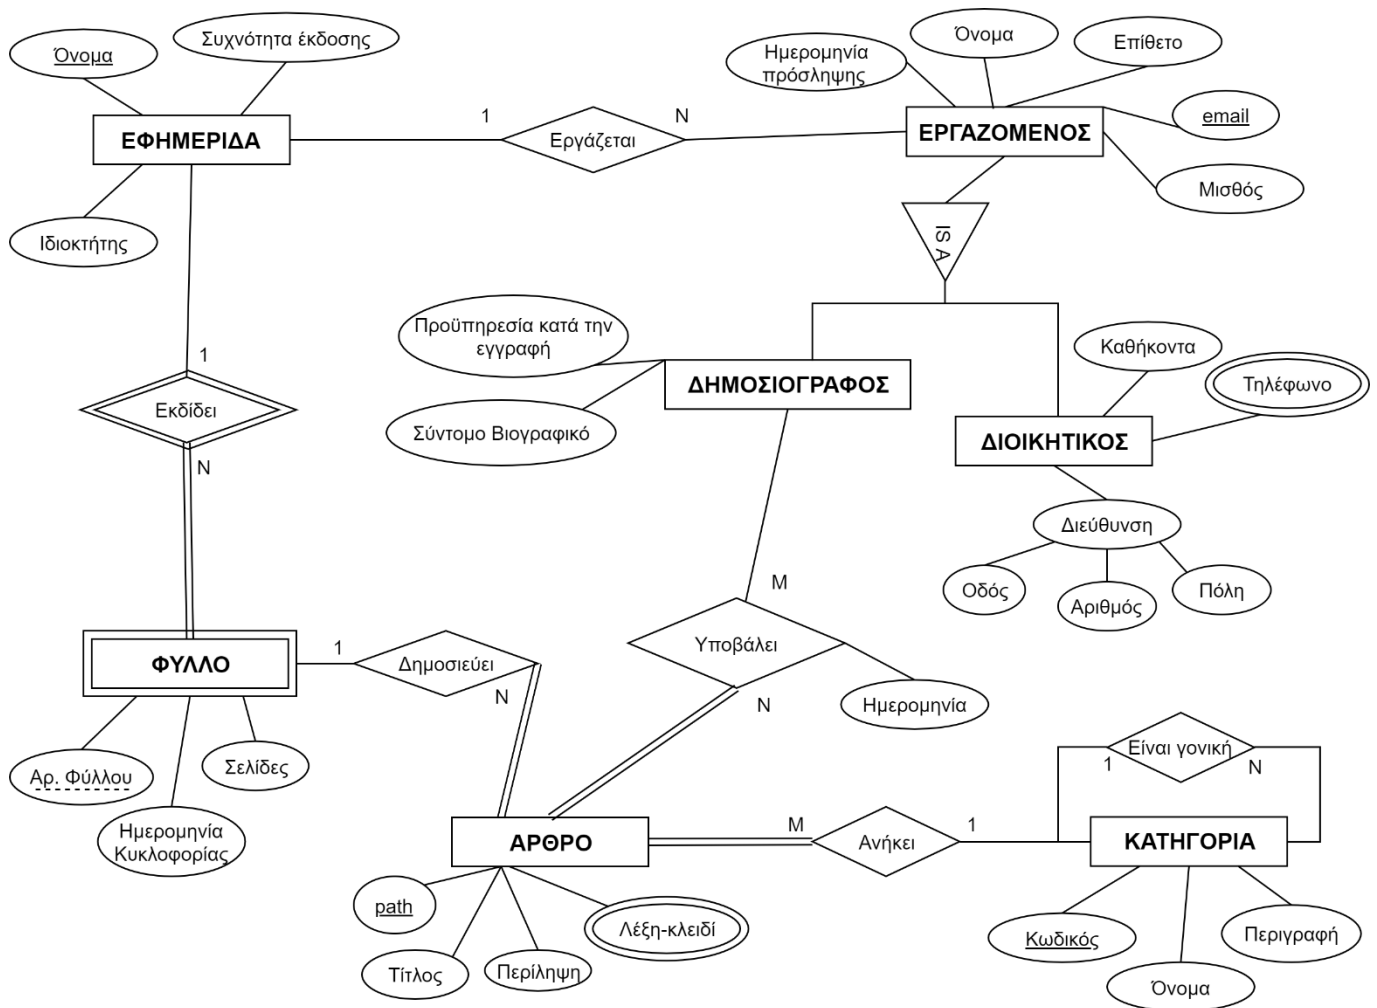 Όνομα
Συχνότητα έκδοσης
ΕΦΗΜΕΡΙΔΑ
Ιδιοκτήτης
1
Εργάζεται
N
Ημερομηνία
πρόσληψης
Όνομα
Επίθετο
ΕΡΓΑΖΟΜΕΝΟΣ
email
Μισθός
IS A
Προϋπηρεσία κατά την
εγγραφή
ΔΗΜΟΣΙΟΓΡΑΦΟΣ
Σύντομο Βιογραφικό
Καθήκοντα
Τηλέφωνο
ΔΙΟΙΚΗΤΙΚΟΣ
Διεύθυνση
Οδός
Αριθμός
Πόλη
1
Εκδίδει
N
ΦΥΛΛΟ
1
Δημοσιεύει
N
M
Υποβάλει
N
Ημερομηνία
Αρ. Φύλλου
Σελίδες
Ημερομηνία
Κυκλοφορίας
ΑΡΘΡΟ
M
Ανήκει
1
Είναι γονική
1
N
ΚΑΤΗΓΟΡΙΑ
path
Τίτλος
Περίληψη
Λέξη-κλειδί
Κωδικός
Όνομα
Περιγραφή